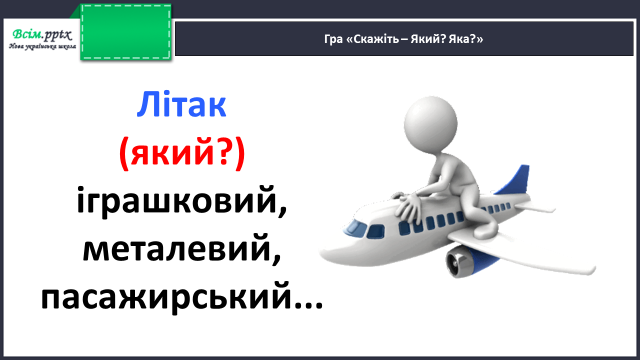 Всім.pptx
Нова українська школа
Гра «Скажіть – Який? Яка?»
Літак
(який?)
іграшковий,
металевий,
пасажирський...